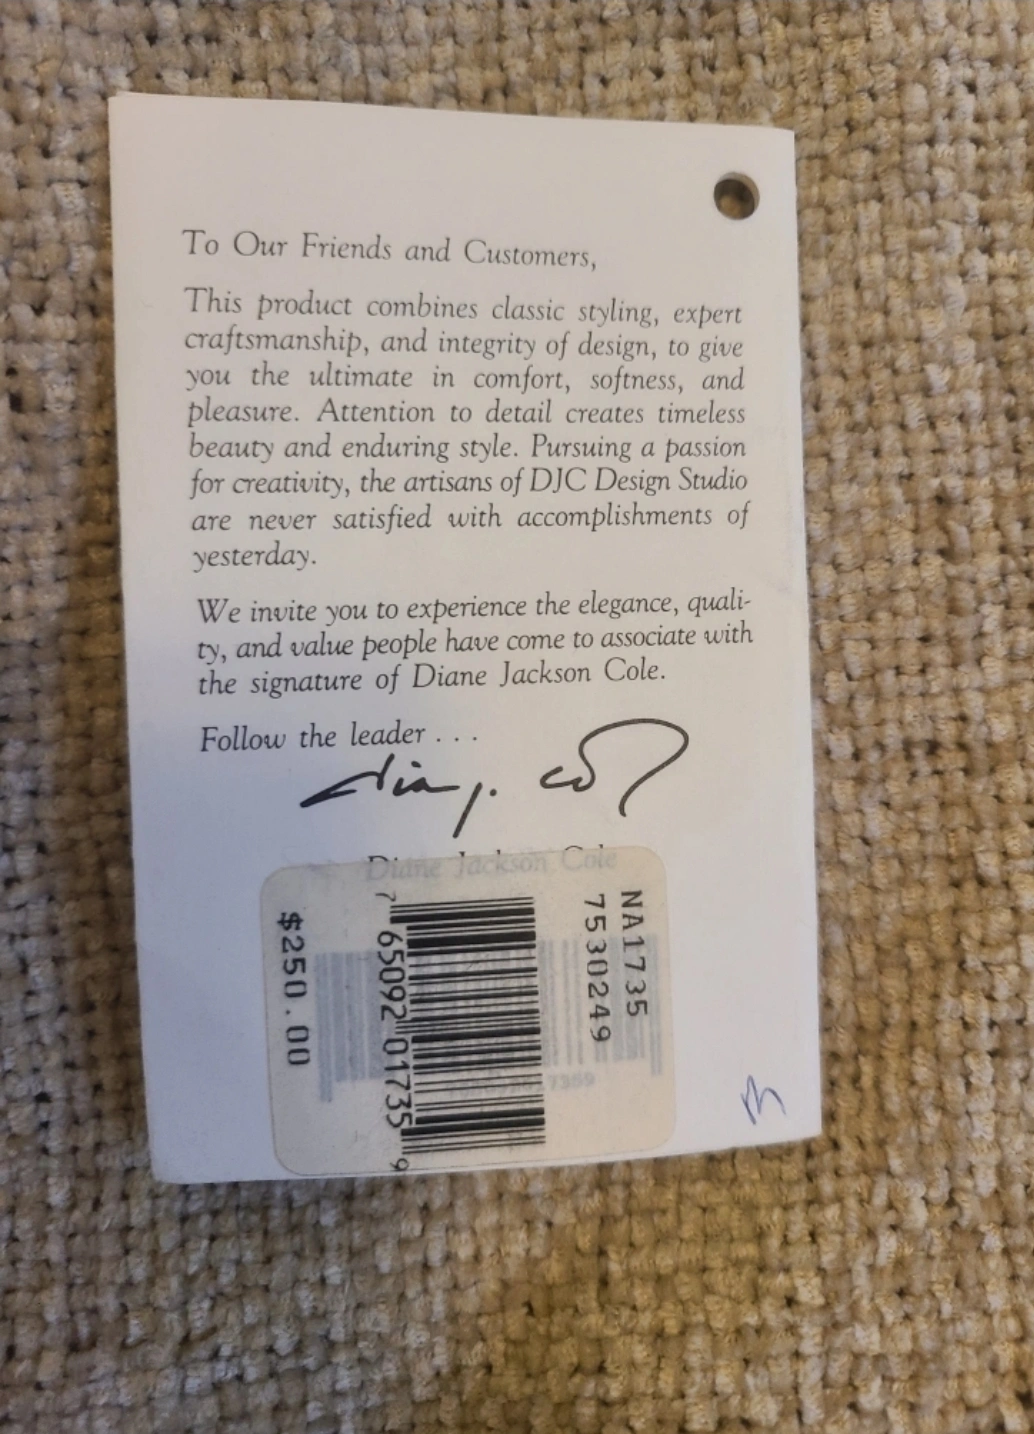 To Our Friends and Customers,
This product combines classic styling, expert
craftsmanship, and integrity of design, to give
you the ultimate in comfort, softness, and
pleasure. Attention to detail creates timeless
beauty and enduring style. Pursuing a passion
for creativity, the artisans of DJC Design Studio
are never satisfied with accomplishments of
yesterday.
We invite you to experience the elegance, quali-
ty, and value people have come to associate with
the signature of Diane Jackson Cole.
Follow the leader . . .
Diane Jackson Cole
NA1735
7530249
7 65092 01735 9
$250.00